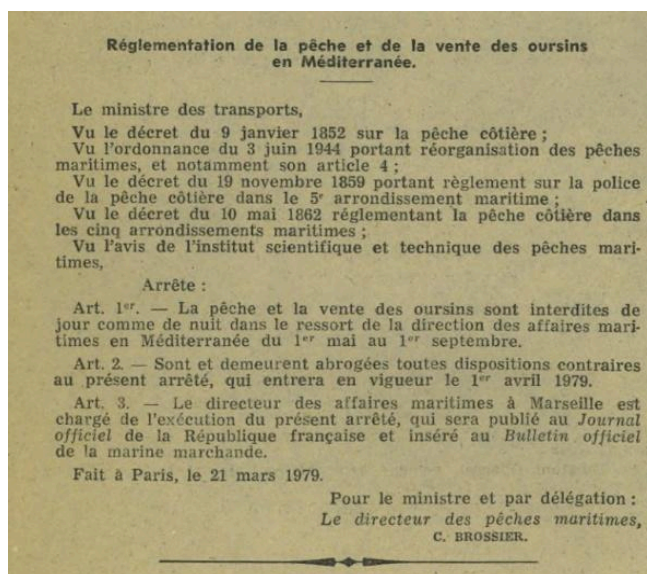 Réglementation de la pêche et de la vente des oursins
en Méditerranée.
Le ministre des transports,
Vu le décret du 9 janvier 1852 sur la pêche côtière ;
Vu l'ordonnance du 3 juin 1944 portant réorganisation des pêches
maritimes, et notamment son article 4 ;
Vu le décret du 19 novembre 1859 portant règlement sur la police
de la pêche côtière dans le 5e arrondissement maritime ;
Vu le décret du 10 mai 1862 réglementant la pêche côtière dans
les cinq arrondissements maritimes ;
Vu l'avis de l'institut scientifique et technique des pêches mari-
times,
Arrête :
Art. 1er. — La pêche et la vente des oursins sont interdites de
jour comme de nuit dans le ressort de la direction des affaires mari-
times en Méditerranée du 1er mai au 1er septembre.
Art. 2. — Sont et demeurent abrogées toutes dispositions contraires
au présent arrêté, qui entrera en vigueur le 1er avril 1979.
Art. 3. — Le directeur des affaires maritimes à Marseille est
chargé de l'exécution du présent arrêté, qui sera publié au Journal
officiel de la République française et inséré au Bulletin officiel
de la marine marchande.
Fait à Paris, le 21 mars 1979.
Pour le ministre et par délégation :
Le directeur des pêches maritimes,
C. BROSSIER.